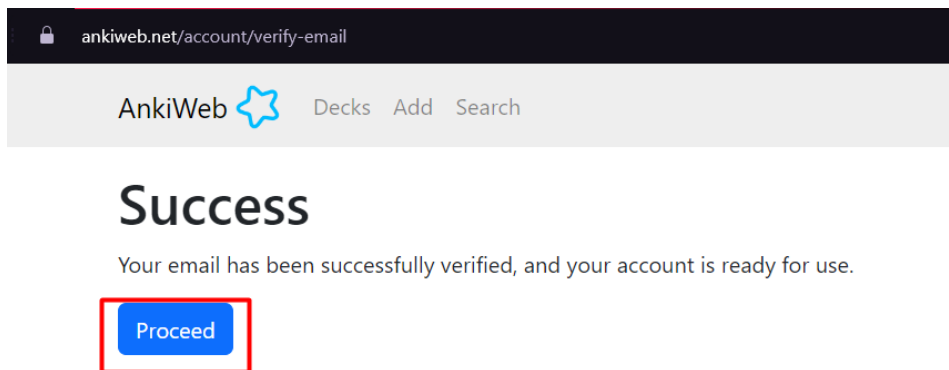 ankiweb.net/account/verify-email
AnkiWeb Decks Add Search
Success
Your email has been successfully verified, and your account is ready for use.
Proceed